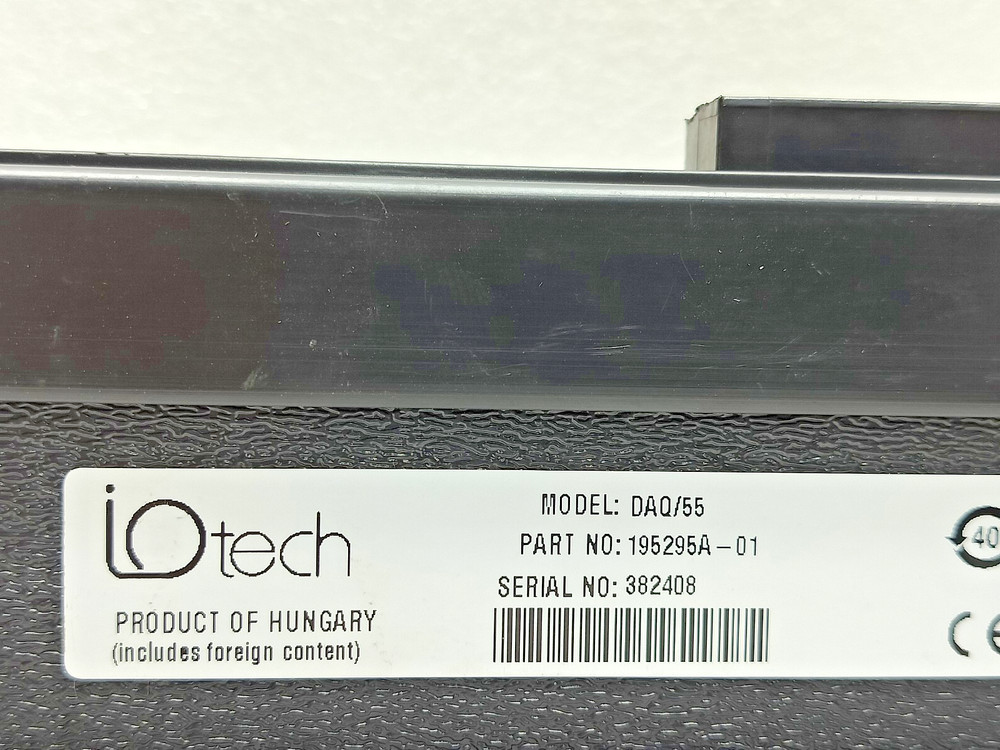 iOtech
MODEL: DAQ/55
PART NO: 195295A-01
SERIAL NO: 382408
PRODUCT OF HUNGARY
(includes foreign content)
40
CE